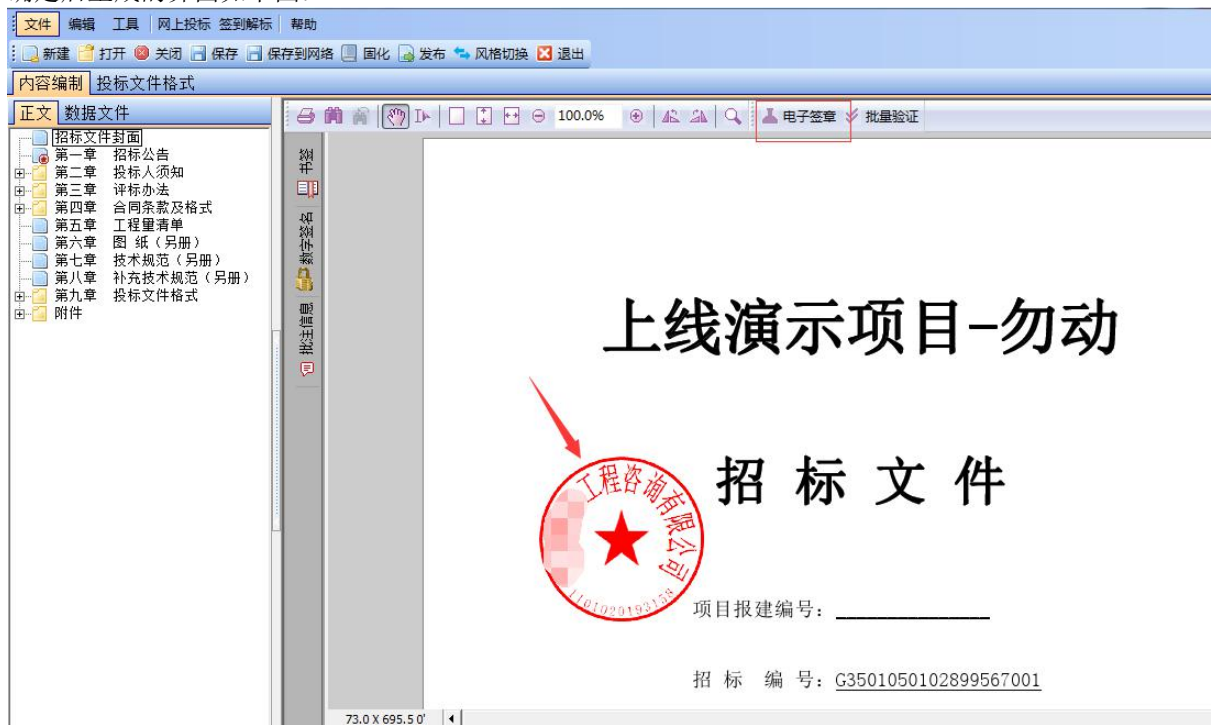 文件 编辑 工具 网上投标 签到解标 帮助
新建 打开 关闭 保存 保存到网络 固化 发布 风格切换 退出
内容编制 投标文件格式
正文 数据文件
招标文件封面
第一章 招标公告
第二章 投标人须知
第三章 评标办法
第四章 合同条款及格式
第五章 工程量清单
第六章 图 纸（另册）
第七章 技术规范（另册）
第八章 补充技术规范（另册）
第九章 投标文件格式
附件
100.0% 电子签章 批量验证
书签
数字签名
批注信息
上线演示项目-勿动
招 标 文 件
工程咨询有限公司
1101020193158
项目报建编号：
招 标 编 号：G3501050102899567001
73.0 X 695.5 0'